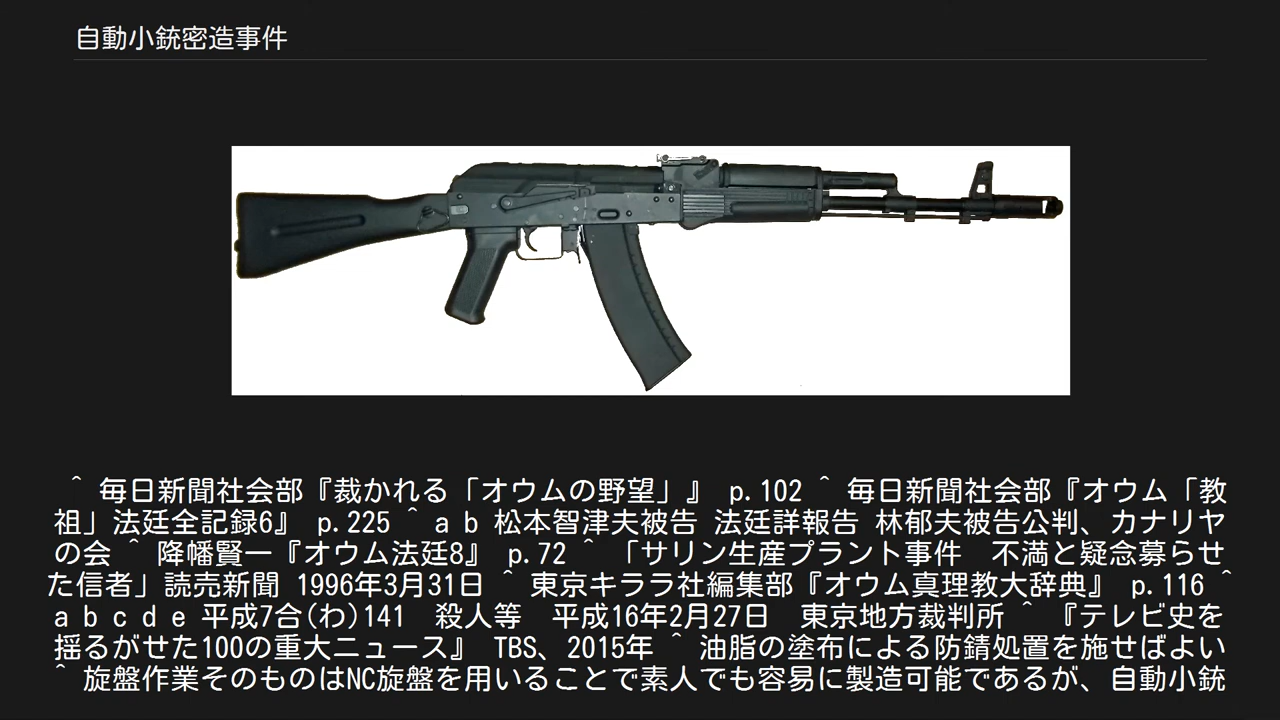 自動小銃密造事件
^ 毎日新聞社会部『裁かれる「オウムの野望」』 p.102 ^ 毎日新聞社会部『オウム「教
祖」法廷全記録6』 p.225 ^ a b 松本智津夫被告 法廷詳報告 林郁夫被告公判、カナリヤ
の会 ^ 降幡賢一『オウム法廷8』 p.72 ^ 「サリン生産プラント事件　不満と疑念募らせ
た信者」読売新聞 1996年3月31日 ^ 東京キララ社編集部『オウム真理教大辞典』 p.116 ^
a b c d e 平成7合(わ)141　殺人等　平成16年2月27日　東京地方裁判所 ^ 『テレビ史を
揺るがせた100の重大ニュース』 TBS、2015年 ^ 油脂の塗布による防錆処置を施せばよい
^ 旋盤作業そのものはNC旋盤を用いることで素人でも容易に製造可能であるが、自動小銃